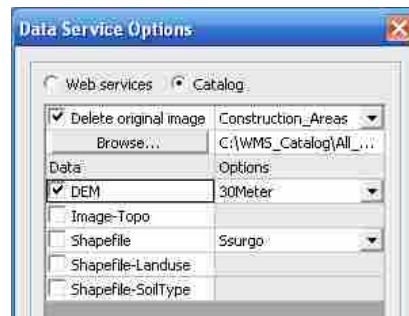 Data Service Options
Web services Catalog
Delete original image Construction_Areas
Browse... C:\WMS_Catalog\All_...
Data Options
DEM 30Meter
Image-Topo
Shapefile Ssurgo
Shapefile-Landuse
Shapefile-SoilType